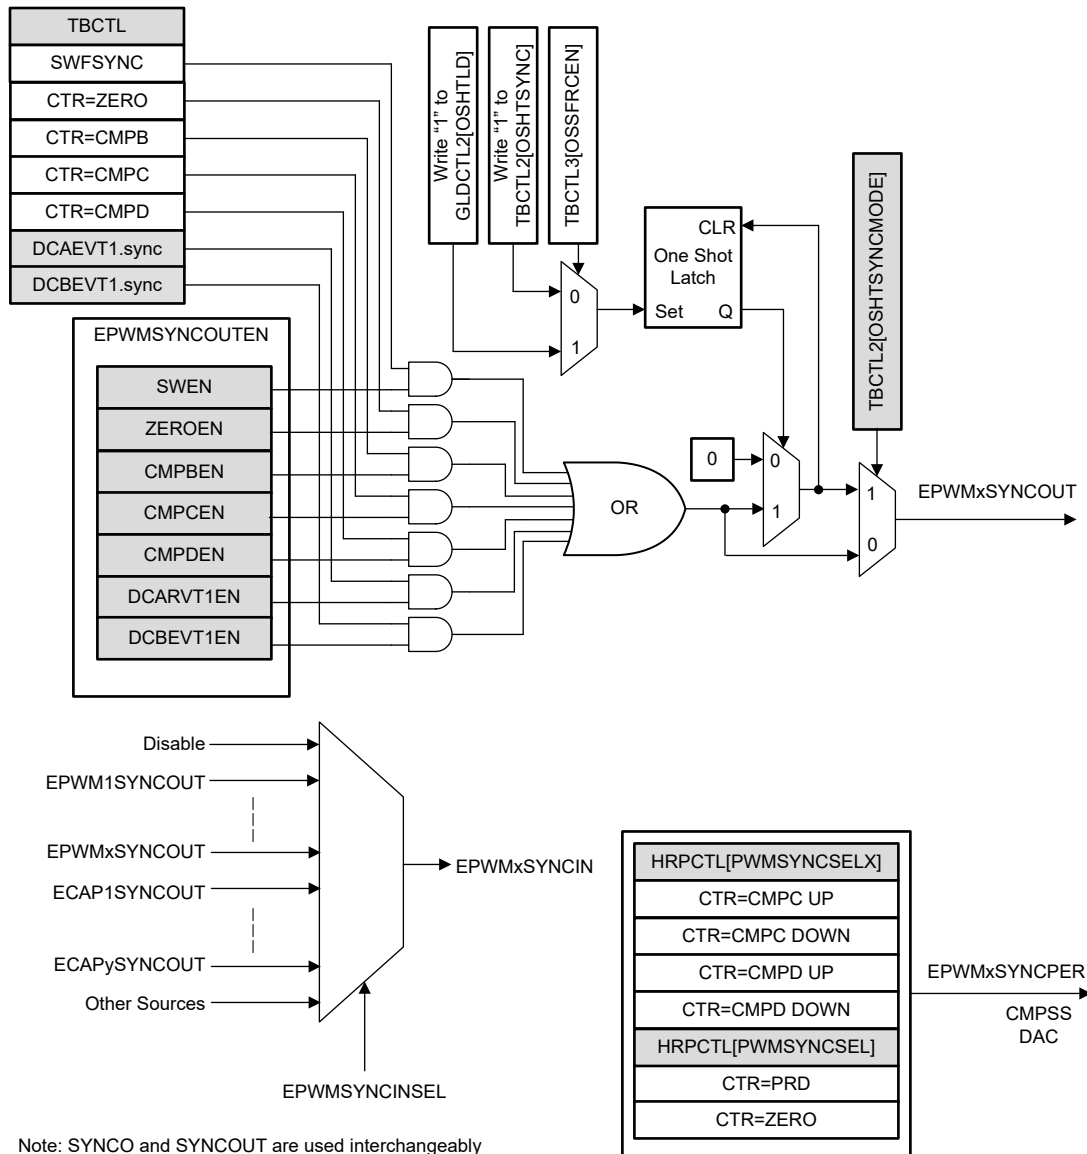 TBCTL
SWFSYNC
CTR=ZERO
CTR=CMPB
CTR=CMPC
CTR=CMPD
DCAEVT1.sync
DCBEVT1.sync
EPWMSYNCOUTEN
SWEN
ZEROEN
CMPBEN
CMPCEN
CMPDEN
DCARVT1EN
DCBEVT1EN
Write “1” to
GLDCTL2[OSHTLD]
Write “1” to
TBCTL2[OSHTSYNC]
TBCTL3[OSSFRCEN]
0
1
CLR
One Shot
Latch
Set Q
TBCTL2[OSHTSYNCMODE]
OR
0
0
1
1
0
EPWMxSYNCOUT
Disable
EPWM1SYNCOUT
EPWMxSYNCOUT
ECAP1SYNCOUT
ECAPySYNCOUT
Other Sources
EPWMxSYNCIN
EPWMSYNCINSEL
HRPCTL[PWMSYNCSELX]
CTR=CMPC UP
CTR=CMPC DOWN
CTR=CMPD UP
CTR=CMPD DOWN
HRPCTL[PWMSYNCSEL]
CTR=PRD
CTR=ZERO
EPWMxSYNCPER
CMPSS
DAC
Note: SYNCO and SYNCOUT are used interchangeably